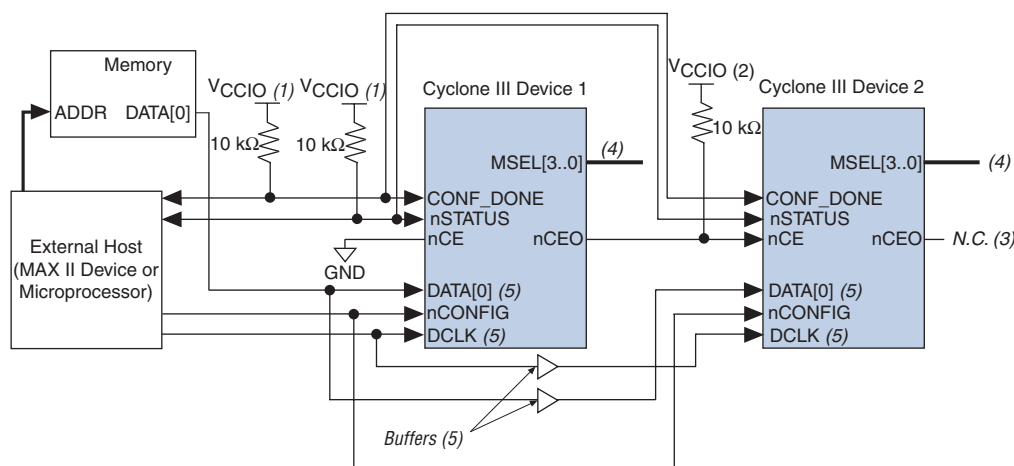 Memory
ADDR DATA[0]
VCCIO (1)
VCCIO (1)
10 kΩ
10 kΩ
Cyclone III Device 1
MSEL[3..0]
(4)
CONF_DONE
nSTATUS
nCE
nCEO
GND
DATA[0] (5)
nCONFIG
DCLK (5)
VCCIO (2)
10 kΩ
Cyclone III Device 2
MSEL[3..0]
(4)
CONF_DONE
nSTATUS
nCE
nCEO
N.C. (3)
DATA[0] (5)
nCONFIG
DCLK (5)
External Host
(MAX II Device or
Microprocessor)
Buffers (5)